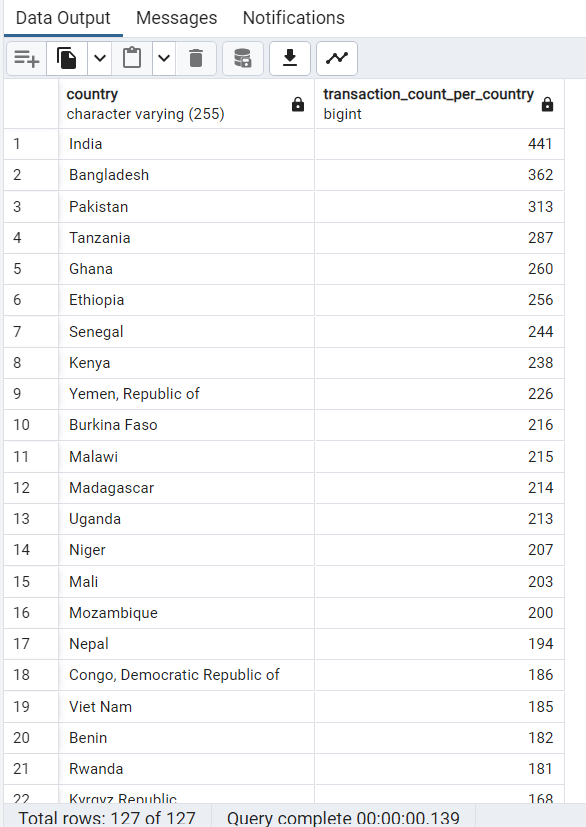 Data Output Messages Notifications
country transaction_count_per_country
character varying (255) bigint
1 India 441
2 Bangladesh 362
3 Pakistan 313
4 Tanzania 287
5 Ghana 260
6 Ethiopia 256
7 Senegal 244
8 Kenya 238
9 Yemen, Republic of 226
10 Burkina Faso 216
11 Malawi 215
12 Madagascar 214
13 Uganda 213
14 Niger 207
15 Mali 203
16 Mozambique 200
17 Nepal 194
18 Congo, Democratic Republic of 186
19 Viet Nam 185
20 Benin 182
21 Rwanda 181
22 Kyrgyz Republic 168
Total rows: 127 of 127 Query complete 00:00:00.139